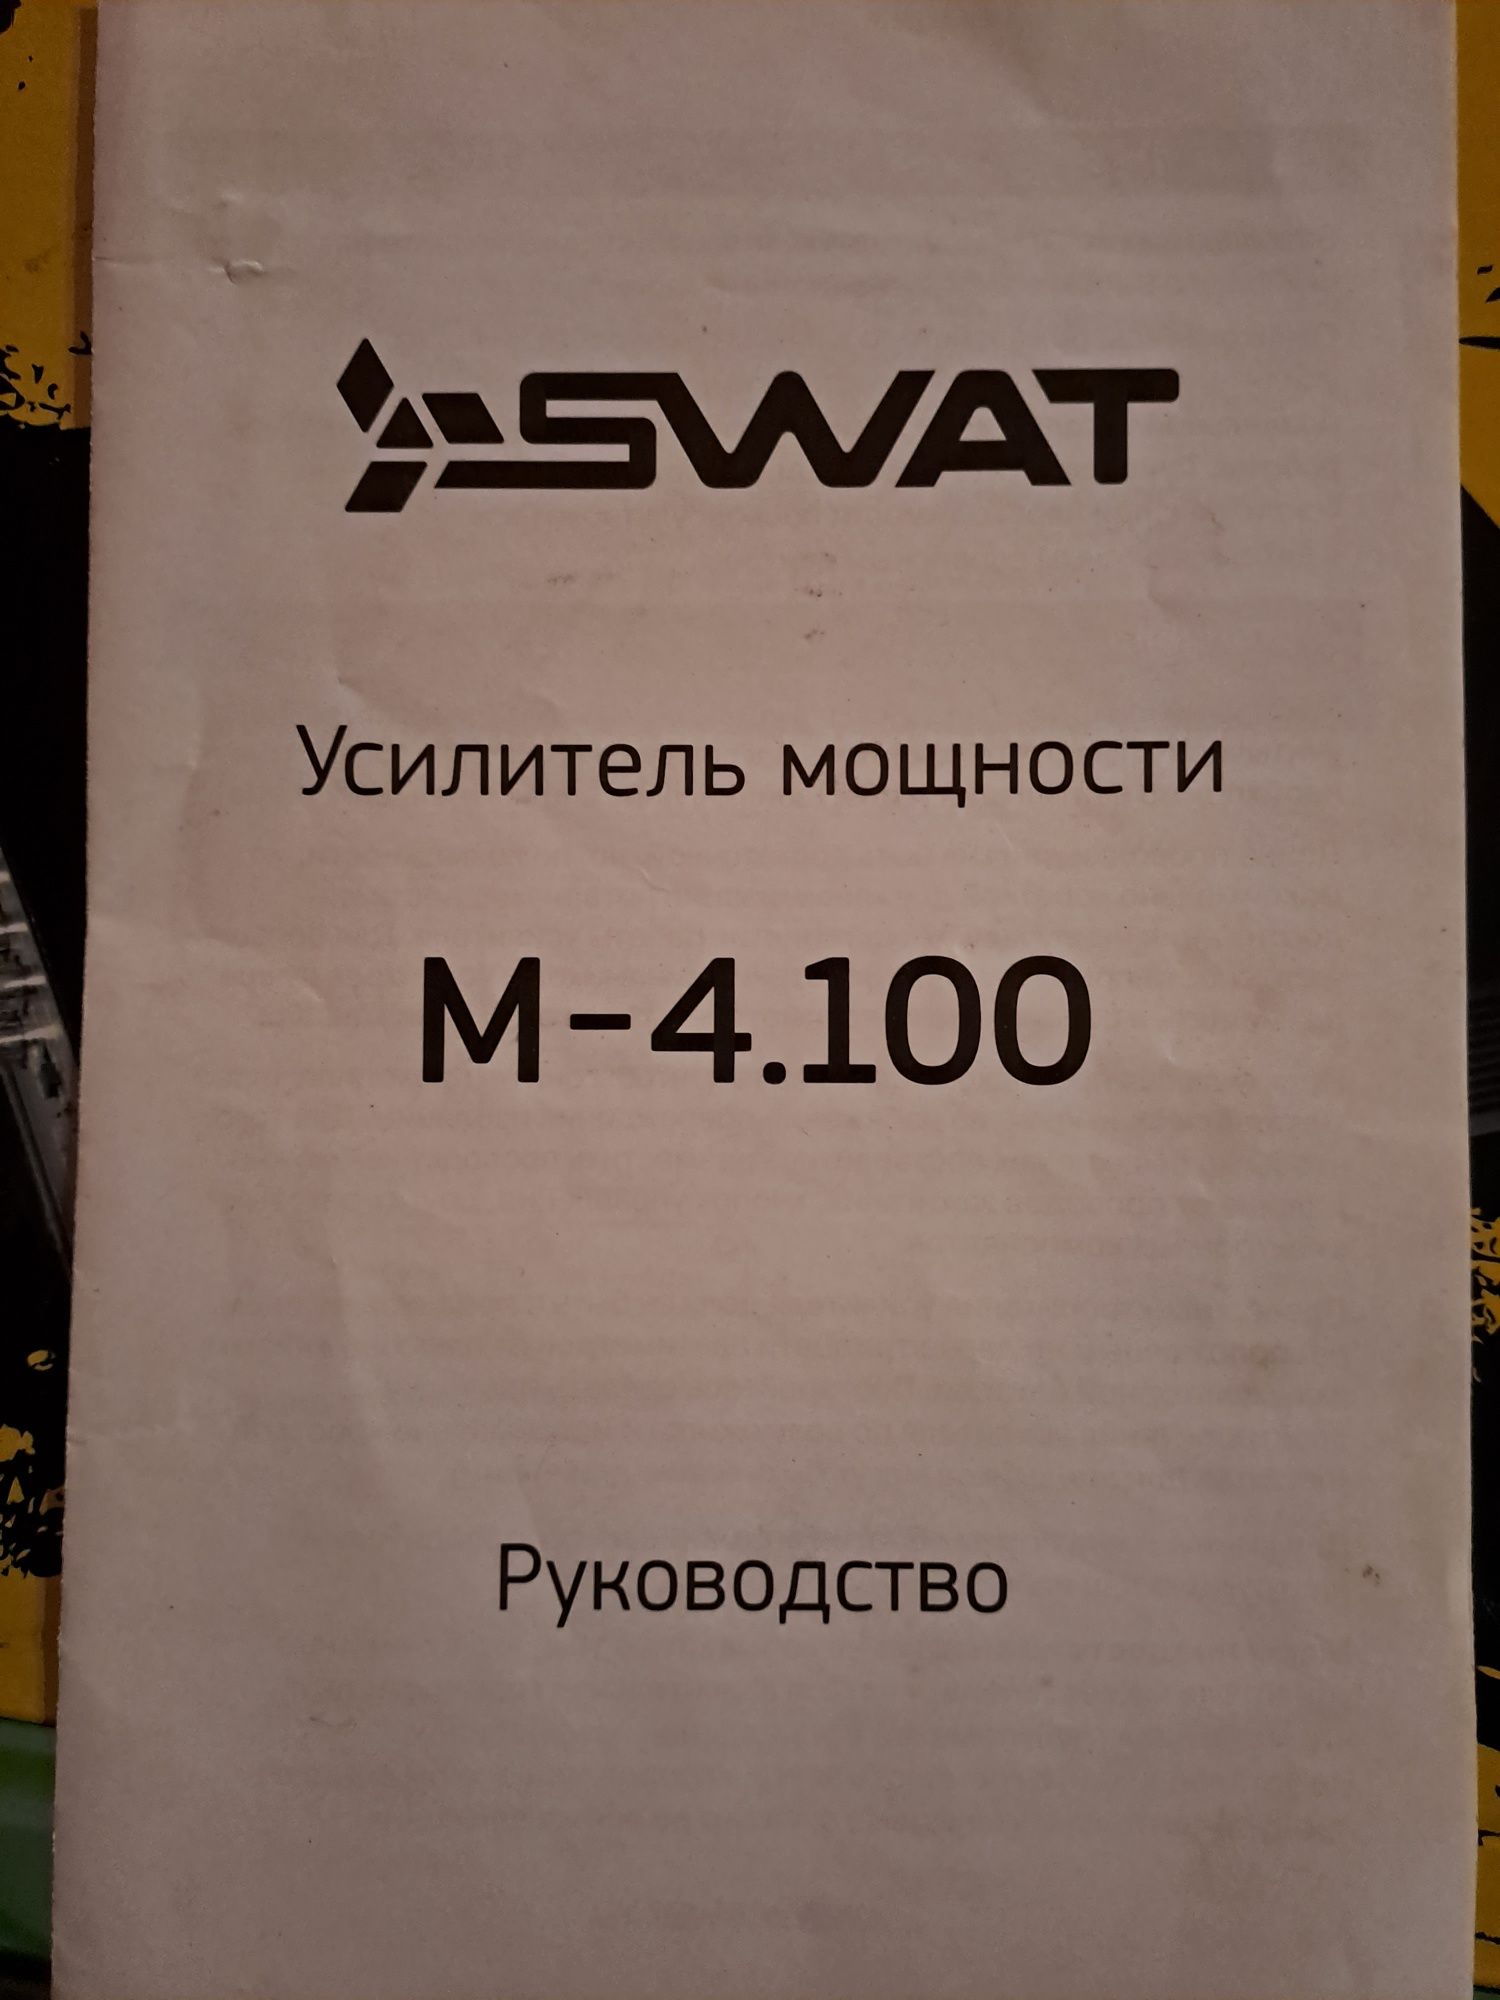 SWAT
Усилитель мощности
М-4.100
Руководство